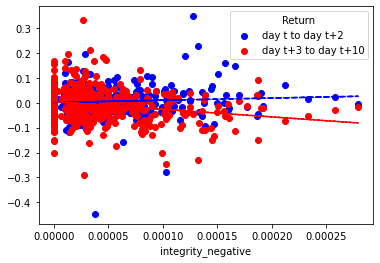 Return
day t to day t+2
day t+3 to day t+10
0.3
0.2
0.1
0.0
−0.1
−0.2
−0.3
−0.4
0.00000 0.00005 0.00010 0.00015 0.00020 0.00025
integrity_negative